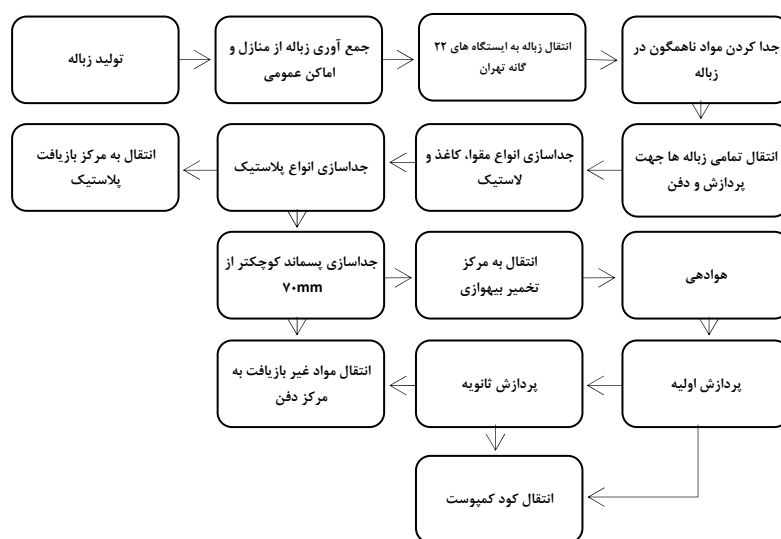 تولید زباله
جمع آوری زباله از منازل و
اماکن عمومی
انتقال زباله به ایستگاه های ۲۲
گانه تهران
جدا کردن مواد ناهمگون در
زباله
انتقال تمامی زباله ها جهت
پردازش و دفن
جداسازی انواع مقوا، کاغذ و
لاستیک
جداسازی انواع پلاستیک
انتقال به مرکز بازیافت
پلاستیک
جداسازی پسماند کوچکتر از
۷۰mm
انتقال به مرکز
تخمیر بیهوازی
هوادهی
پردازش اولیه
پردازش ثانویه
انتقال مواد غیر بازیافت به
مرکز دفن
انتقال کود کمپوست